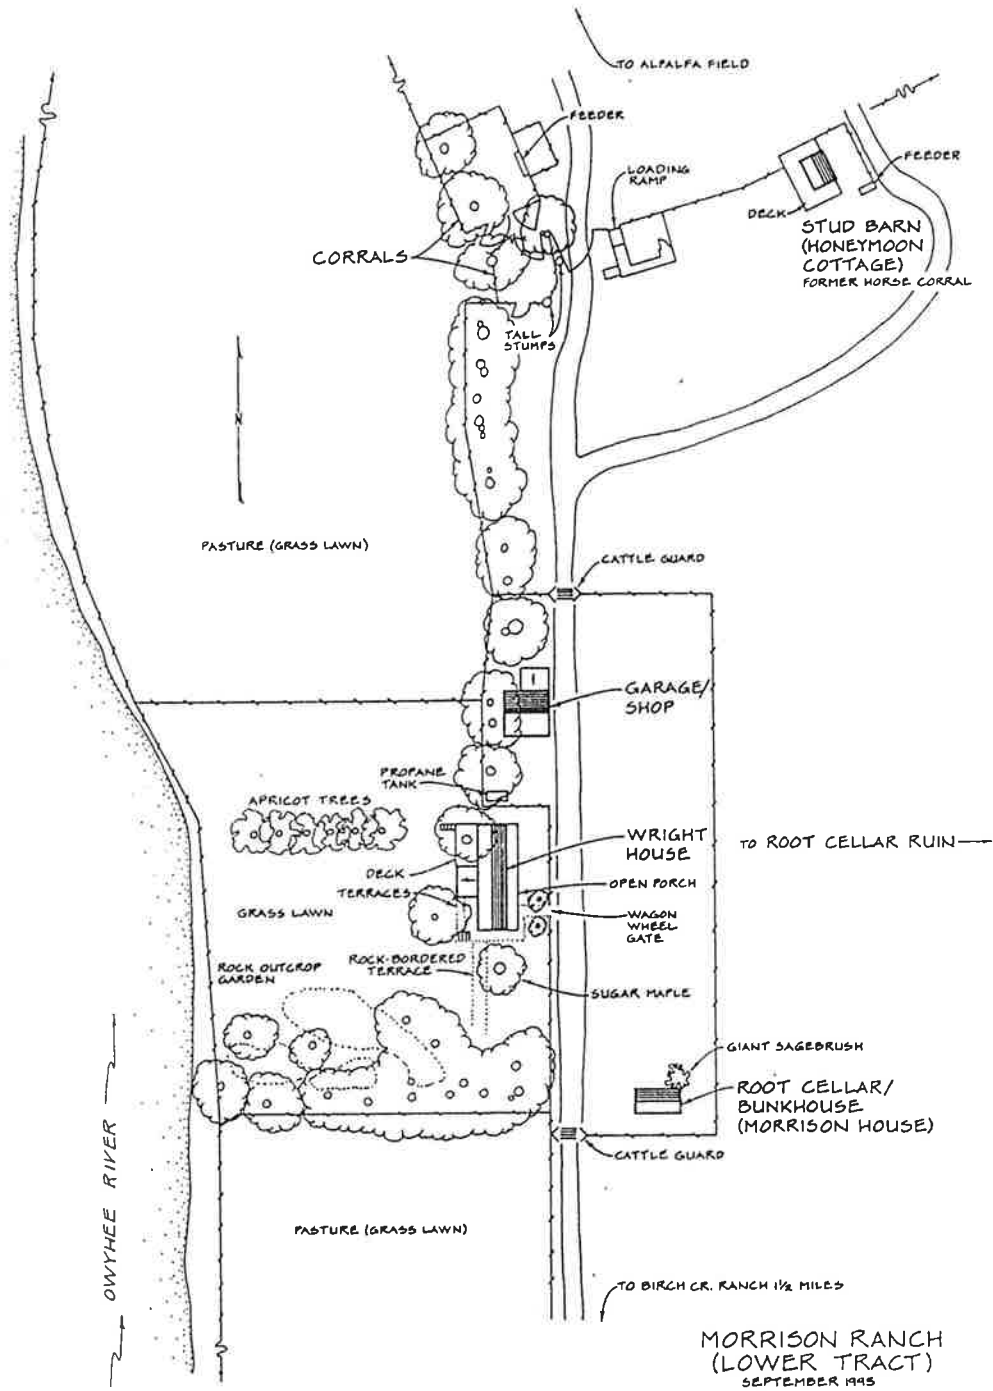 TO ALFALFA FIELD
FEEDER
LOADING
RAMP
FEEDER
DECK
STUD BARN
(HONEYMOON
COTTAGE)
FORMER HORSE CORRAL
CORRALS
TALL
STUMPS
N
PASTURE (GRASS LAWN)
CATTLE GUARD
GARAGE/
SHOP
PROPANE
TANK
APRICOT TREES
WRIGHT
HOUSE
TO ROOT CELLAR RUIN
DECK
OPEN PORCH
TERRACES
GRASS LAWN
WAGON
WHEEL
GATE
ROCK-BORDERED
TERRACE
ROCK OUTCROP
GARDEN
SUGAR MAPLE
GIANT SAGEBRUSH
ROOT CELLAR/
BUNKHOUSE
(MORRISON HOUSE)
CATTLE GUARD
OWYHEE RIVER
PASTURE (GRASS LAWN)
TO BIRCH CR. RANCH 1½ MILES
MORRISON RANCH
(LOWER TRACT)
SEPTEMBER 1995